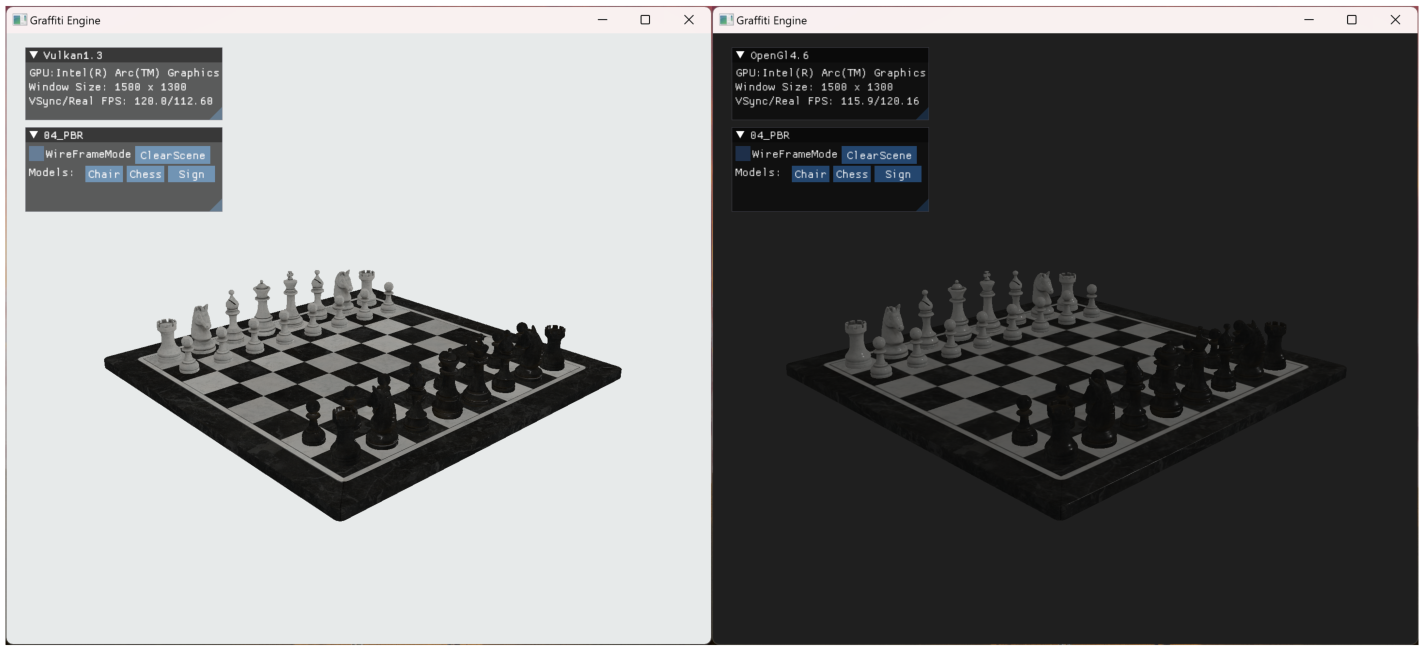 Graffiti Engine
Vulkan1.3
GPU:Intel(R) Arc(TM) Graphics
Window Size: 1500 x 1300
VSync/Real FPS: 120.0/112.60
04_PBR
WireFrameMode ClearScene
Models: Chair Chess Sign
Graffiti Engine
OpenGl4.6
GPU:Intel(R) Arc(TM) Graphics
Window Size: 1500 x 1300
VSync/Real FPS: 115.9/120.16
04_PBR
WireFrameMode ClearScene
Models: Chair Chess Sign